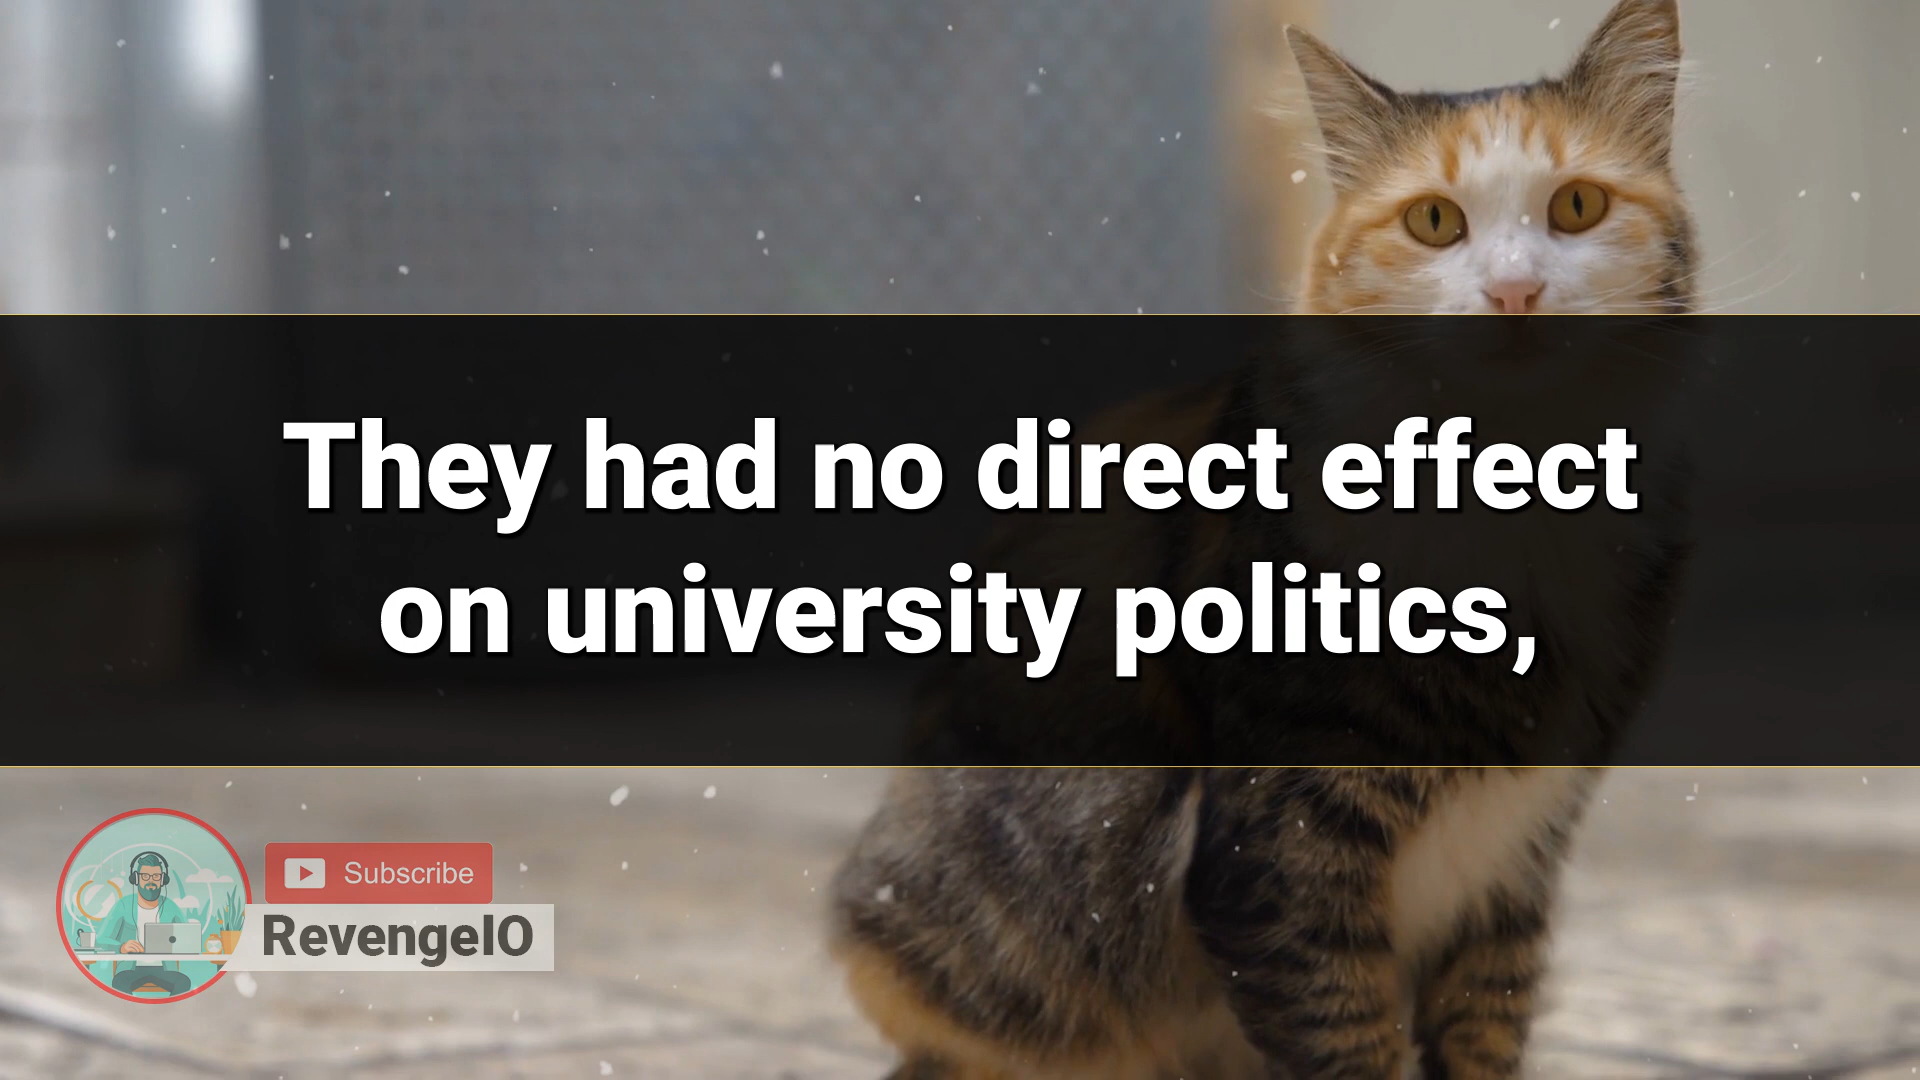 They had no direct effect
on university politics,
Subscribe
RevengeIO